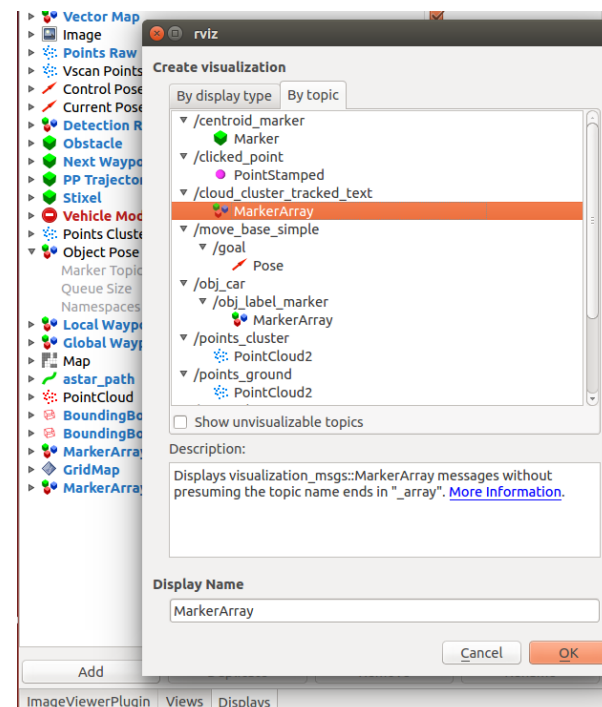 Vector Map
Image
Points Raw
Vscan Points
Control Pose
Current Pose
Detection R
Obstacle
Next Waypo
PP Trajector
Stixel
Vehicle Mod
Points Cluste
Object Pose
Marker Topic
Queue Size
Namespaces
Local Waypo
Global Wayp
Map
astar_path
PointCloud
BoundingBo
BoundingBo
MarkerArray
GridMap
MarkerArray
Add
ImageViewerPlugin Views Displays
rviz
Create visualization
By display type By topic
/centroid_marker
Marker
/clicked_point
PointStamped
/cloud_cluster_tracked_text
MarkerArray
/move_base_simple
/goal
Pose
/obj_car
/obj_label_marker
MarkerArray
/points_cluster
PointCloud2
/points_ground
PointCloud2
Show unvisualizable topics
Description:
Displays visualization_msgs::MarkerArray messages without
presuming the topic name ends in "_array". More Information.
Display Name
MarkerArray
Cancel OK